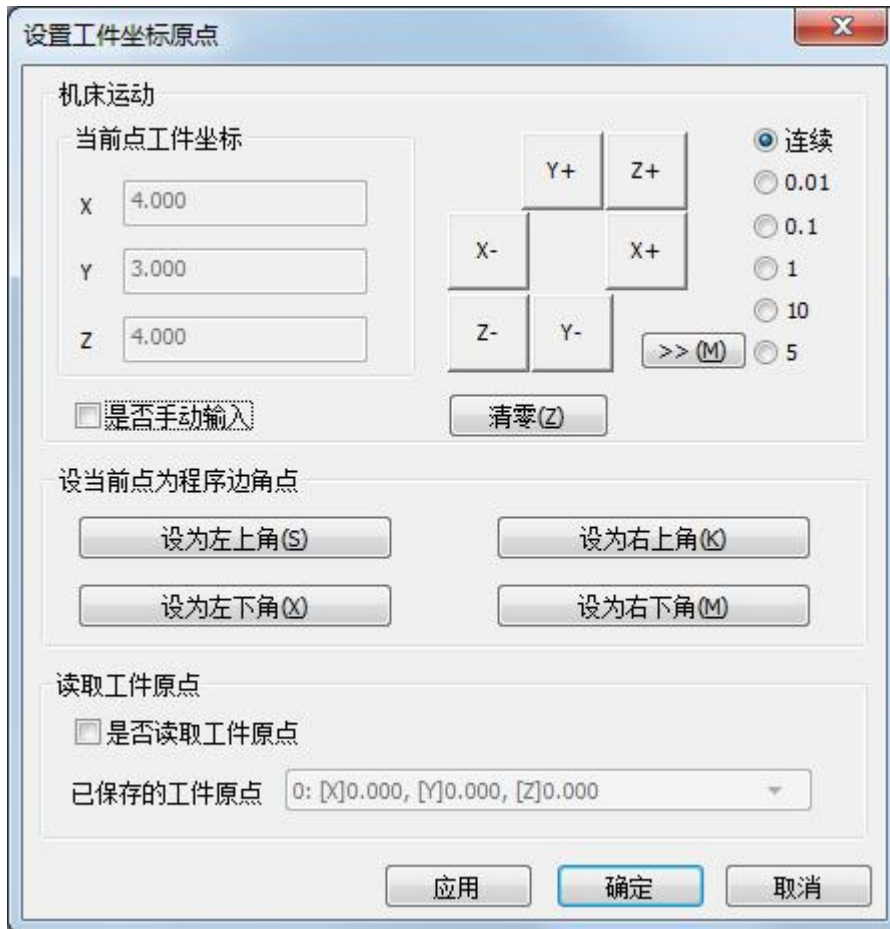 设置工件坐标原点
机床运动
当前点工件坐标
X 4.000
Y 3.000
Z 4.000
Y+ Z+
X- X+
Z- Y-
>> (M)
连续
0.01
0.1
1
10
5
是否手动输入
清零(Z)
设当前点为程序边角点
设为左上角(S) 设为右上角(K)
设为左下角(X) 设为右下角(M)
读取工件原点
是否读取工件原点
已保存的工件原点 0: [X]0.000, [Y]0.000, [Z]0.000
应用 确定 取消